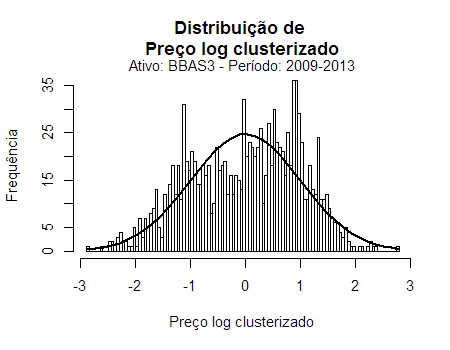 Distribuição de
Preço log clusterizado
Ativo: BBAS3 - Período: 2009-2013
Frequência
35
25
15
5
0
-3 -2 -1 0 1 2 3
Preço log clusterizado